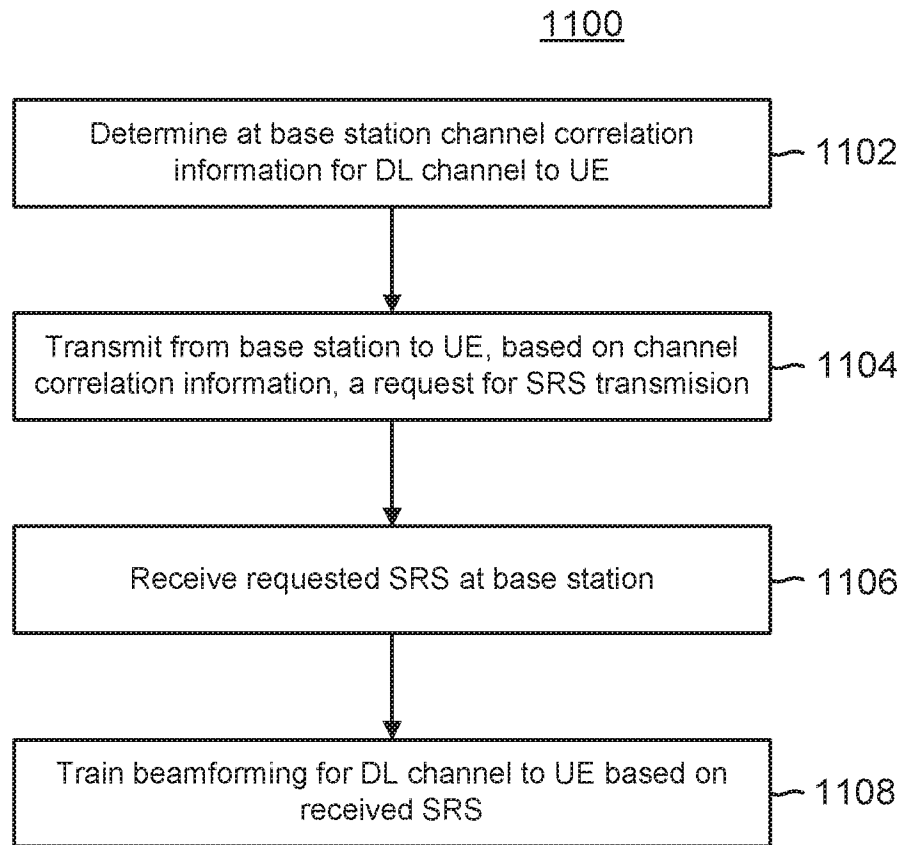 1100
Determine at base station channel correlation
information for DL channel to UE
1102
Transmit from base station to UE, based on channel
correlation information, a request for SRS transmision
1104
Receive requested SRS at base station
1106
Train beamforming for DL channel to UE based on
received SRS
1108